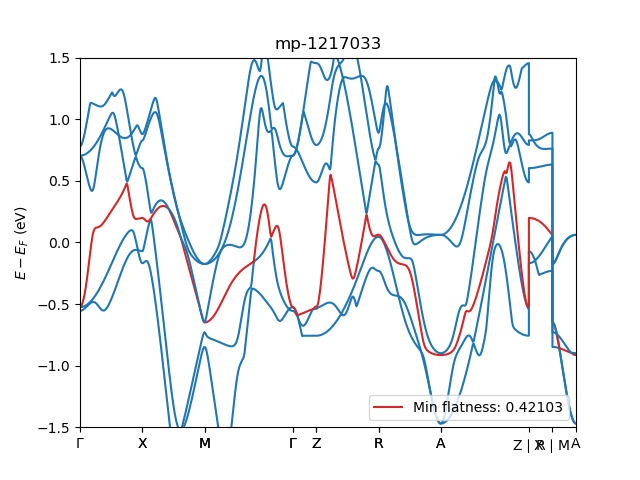 mp-1217033
E − E_F (eV)
1.5
1.0
0.5
0.0
−0.5
−1.0
−1.5
Min flatness: 0.42103
Γ X M Γ Z R A Z | X R | M A